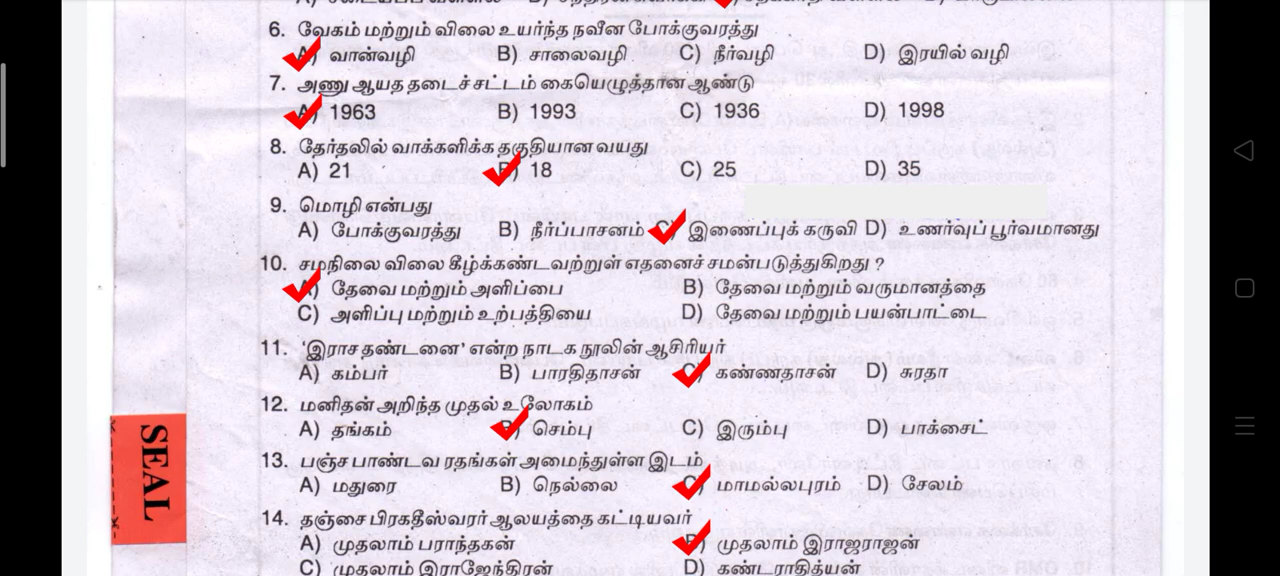 6. வேகம் மற்றும் விலை உயர்ந்த நவீன போக்குவரத்து
A) வான்வழி B) சாலைவழி C) நீர்வழி D) இரயில் வழி
7. அணு ஆயத தடைச்சட்டம் கையெழுத்தான ஆண்டு
A) 1963 B) 1993 C) 1936 D) 1998
8. தேர்தலில் வாக்களிக்க தகுதியான வயது
A) 21 B) 18 C) 25 D) 35
9. மொழி என்பது
A) போக்குவரத்து B) நீர்ப்பாசனம் C) இணைப்புக் கருவி D) உணர்வுப் பூர்வமானது
10. சமநிலை விலை கீழ்க்கண்டவற்றுள் எதனைச் சமன்படுத்துகிறது ?
A) தேவை மற்றும் அளிப்பை B) தேவை மற்றும் வருமானத்தை
C) அளிப்பு மற்றும் உற்பத்தியை D) தேவை மற்றும் பயன்பாட்டை
11. 'இராச தண்டனை' என்ற நாடக நூலின் ஆசிரியர்
A) கம்பர் B) பாரதிதாசன் C) கண்ணதாசன் D) சுரதா
12. மனிதன் அறிந்த முதல் உலோகம்
A) தங்கம் B) செம்பு C) இரும்பு D) பாக்சைட்
13. பஞ்சபாண்டவ ரதங்கள் அமைந்துள்ள இடம்
A) மதுரை B) நெல்லை C) மாமல்லபுரம் D) சேலம்
SEAL
14. தஞ்சை பிரகதீஸ்வரர் ஆலயத்தை கட்டியவர்
A) முதலாம் பராந்தகன் B) முதலாம் இராஜராஜன்
C) முதலாம் இராஜேந்திரன் D) கண்டராதித்யன்